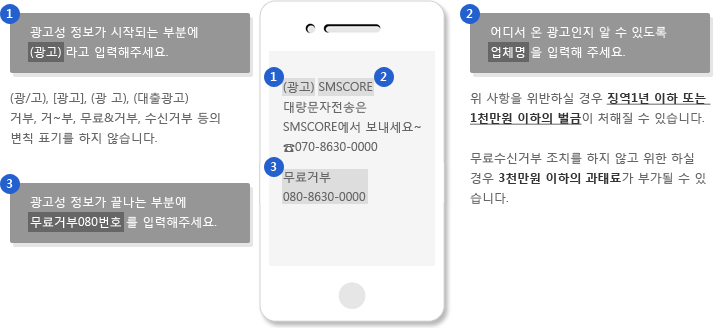 1
광고성 정보가 시작되는 부분에
(광고) 라고 입력해주세요.
(광/고), [광고], (광 고), (대출광고)
거부, 거~부, 무료&거부, 수신거부 등의
변칙 표기를 하지 않습니다.
3
광고성 정보가 끝나는 부분에
무료거부080번호 를 입력해주세요.
1 (광고) SMSCORE 2
대량문자전송은
SMSCORE에서 보내세요~
☎070-8630-0000
3 무료거부
080-8630-0000
2
어디서 온 광고인지 알 수 있도록
업체명 을 입력해 주세요.
위 사항을 위반하실 경우 징역1년 이하 또는
1천만원 이하의 벌금이 처해질 수 있습니다.
무료수신거부 조치를 하지 않고 위한 하실
경우 3천만원 이하의 과태료가 부가될 수 있
습니다.